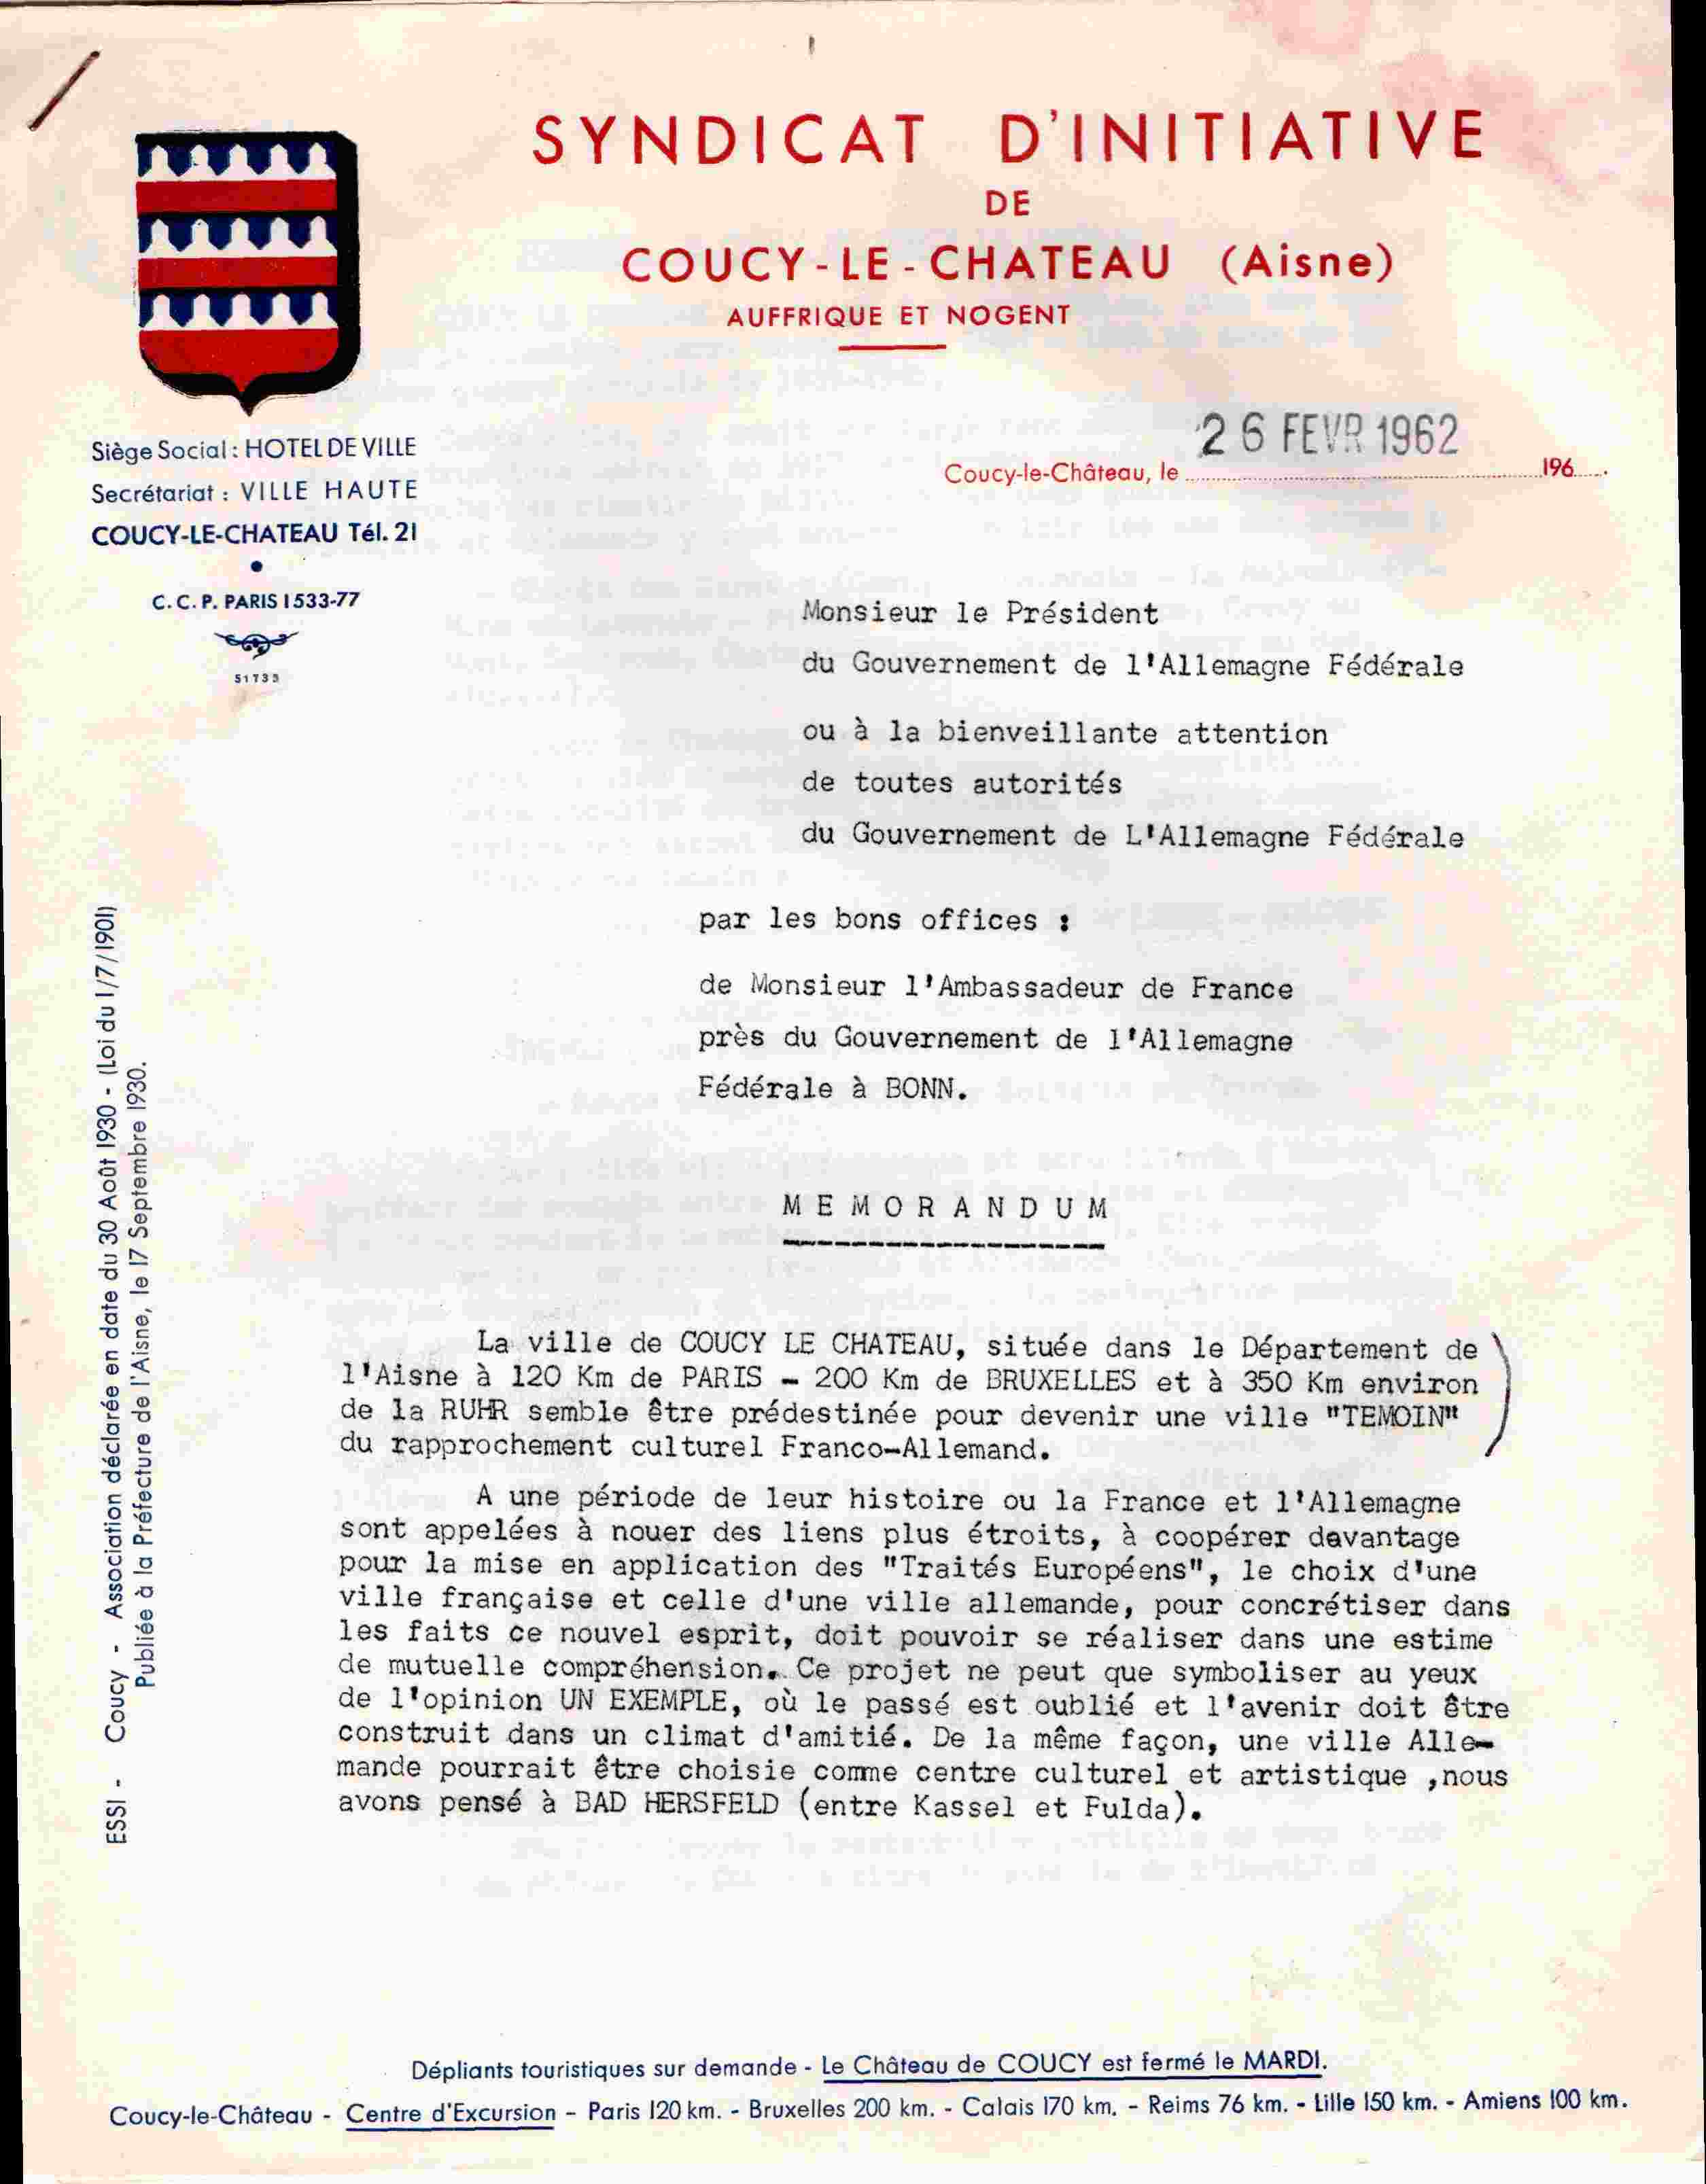 SYNDICAT D'INITIATIVE
DE
COUCY-LE-CHATEAU (Aisne)
AUFFRIQUE ET NOGENT
Siège Social : HOTEL DE VILLE
Secrétariat : VILLE HAUTE
COUCY-LE-CHATEAU Tél. 21
C. C. P. PARIS 1533-77
51733
26 FEVR 1962
Coucy-le-Château, le 196
Monsieur le Président
du Gouvernement de l'Allemagne Fédérale
ou à la bienveillante attention
de toutes autorités
du Gouvernement de L'Allemagne Fédérale
par les bons offices :
de Monsieur l'Ambassadeur de France
près du Gouvernement de l'Allemagne
Fédérale à BONN.
MEMORANDUM
La ville de COUCY LE CHATEAU, située dans le Département de
l'Aisne à 120 Km de PARIS - 200 Km de BRUXELLES et à 350 Km environ
de la RUHR semble être prédestinée pour devenir une ville "TEMOIN"
du rapprochement culturel Franco-Allemand.
A une période de leur histoire ou la France et l'Allemagne
sont appelées à nouer des liens plus étroits, à coopérer davantage
pour la mise en application des "Traités Européens", le choix d'une
ville française et celle d'une ville allemande, pour concrétiser dans
les faits ce nouvel esprit, doit pouvoir se réaliser dans une estime
de mutuelle compréhension. Ce projet ne peut que symboliser au yeux
de l'opinion UN EXEMPLE, où le passé est oublié et l'avenir doit être
construit dans un climat d'amitié. De la même façon, une ville Alle-
mande pourrait être choisie comme centre culturel et artistique ,nous
avons pensé à BAD HERSFELD (entre Kassel et Fulda).
ESSI - Coucy - Association déclarée en date du 30 Août 1930 - (Loi du 1/7/1901)
Publiée à la Préfecture de l'Aisne, le 17 Septembre 1930.
Dépliants touristiques sur demande - Le Château de COUCY est fermé le MARDI.
Coucy-le-Château - Centre d'Excursion - Paris 120 km. - Bruxelles 200 km. - Calais 170 km. - Reims 76 km. - Lille 150 km. - Amiens 100 km.